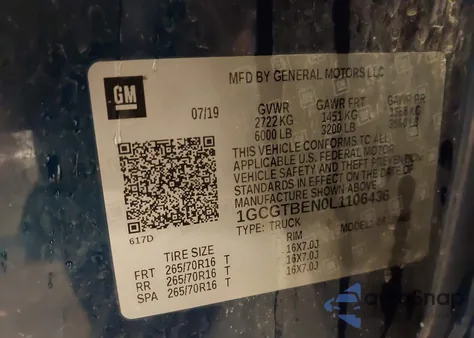 GM
MFD BY GENERAL MOTORS LLC
07/19
GVWR GAWR FRT GAWR RR
2722 KG 1451 KG
6000 LB 3200 LB
THIS VEHICLE CONFORMS TO ALL
APPLICABLE U.S. FEDERAL MOTOR
VEHICLE SAFETY AND THEFT PREVENTION
STANDARDS IN EFFECT ON THE DATE OF
MANUFACTURE SHOWN ABOVE.
1GCGTBEN0L1106436
TYPE: TRUCK MODEL:
617D
TIRE SIZE RIM
FRT 265/70R16 T 16X7.0J
RR 265/70R16 T 16X7.0J
SPA 265/70R16 T 16X7.0J